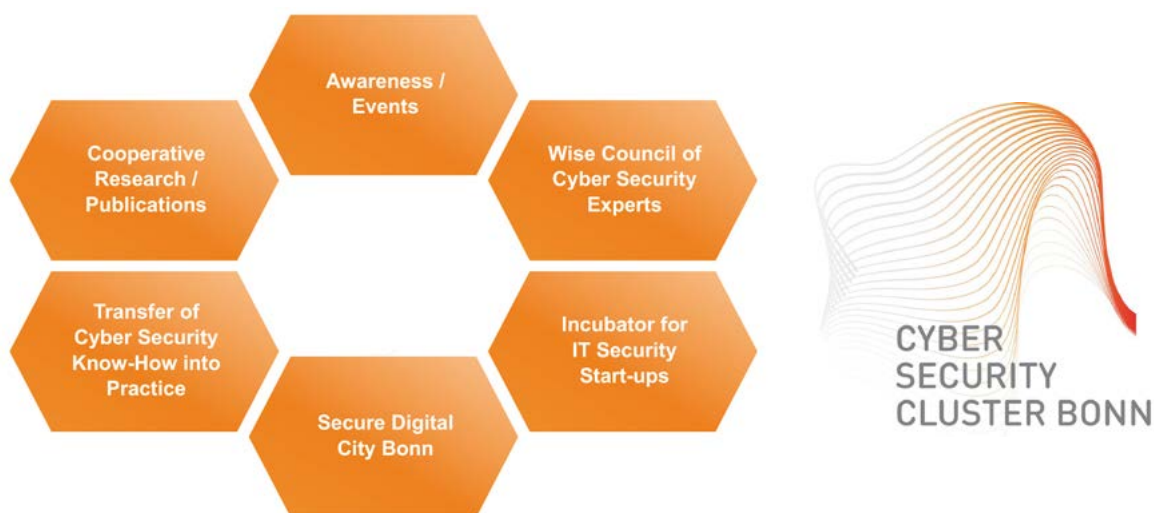 Awareness /
Events
Cooperative
Research /
Publications
Wise Council of
Cyber Security
Experts
Transfer of
Cyber Security
Know-How into
Practice
Incubator for
IT Security
Start-ups
Secure Digital
City Bonn
CYBER
SECURITY
CLUSTER BONN